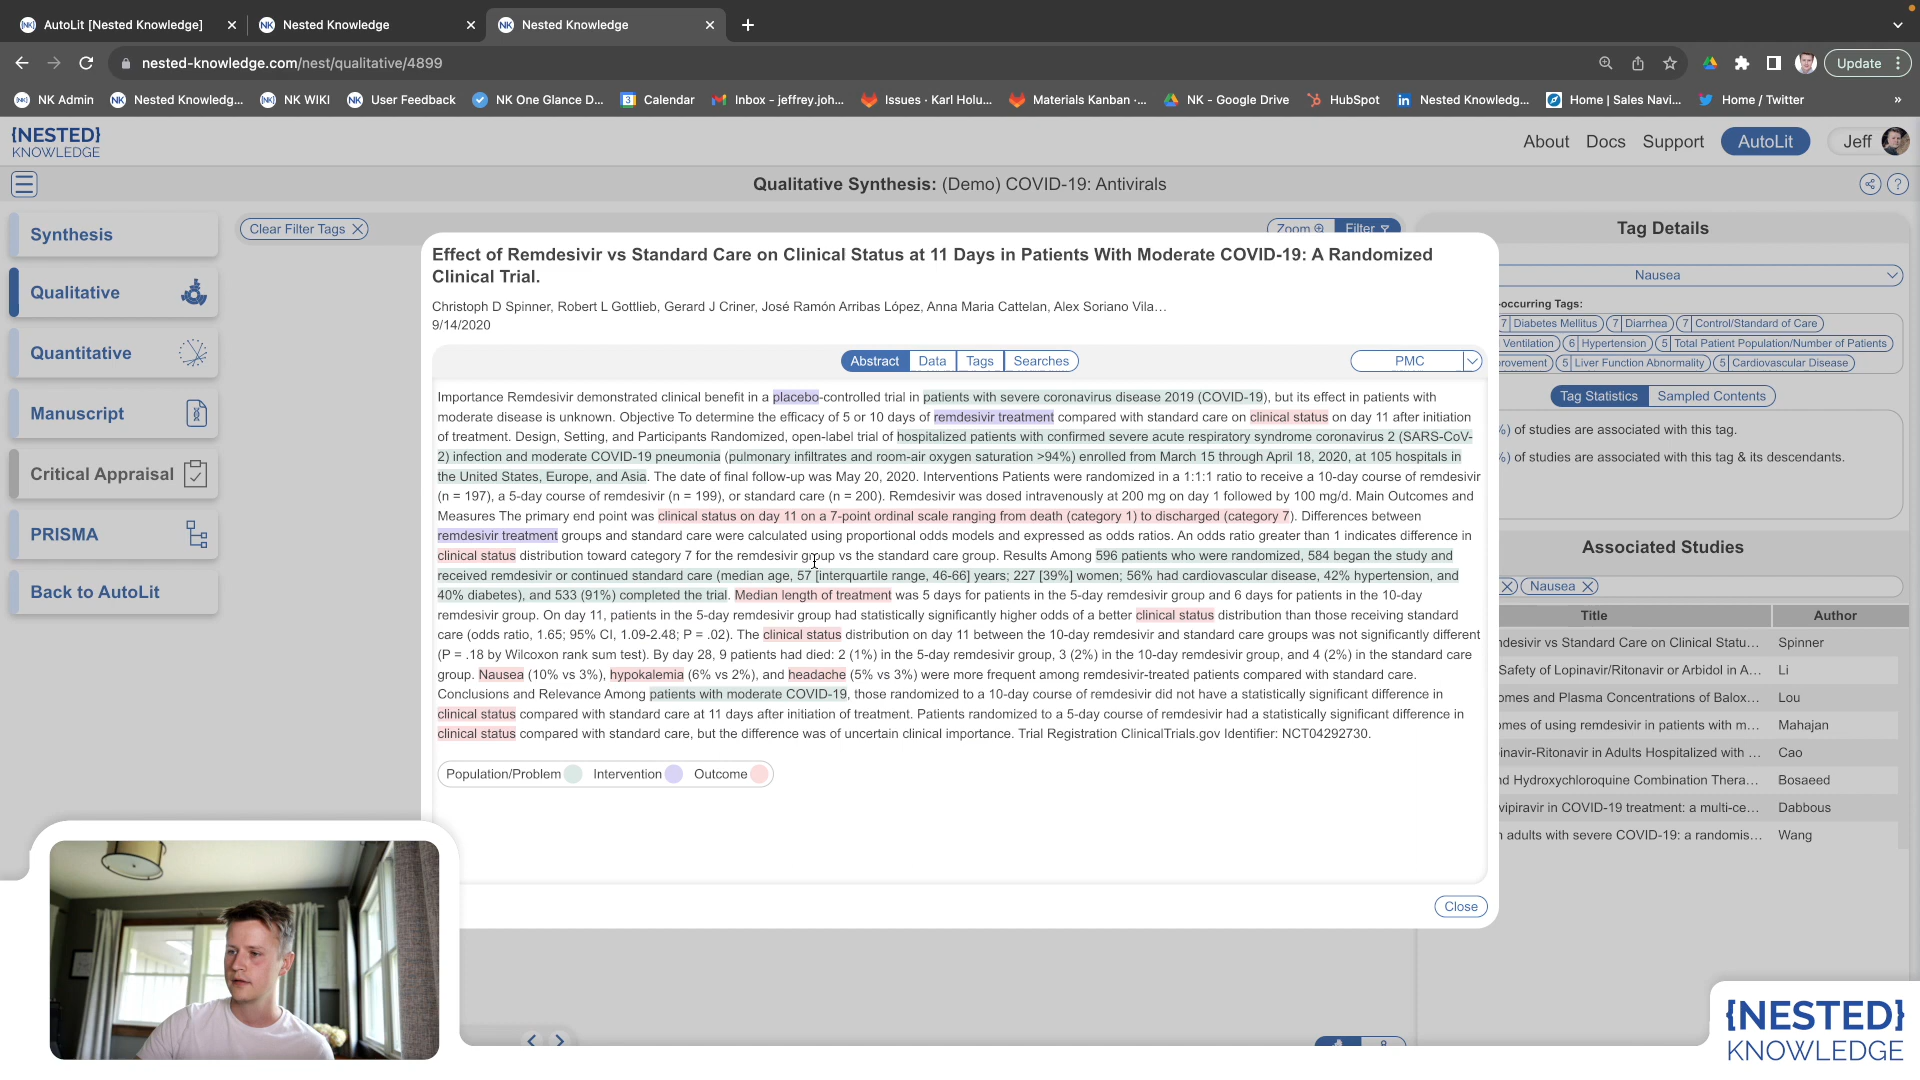 AutoLit [Nested Knowledge]
Nested Knowledge
Nested Knowledge
nested-knowledge.com/nest/qualitative/4899
Update
NK Admin
Nested Knowledg...
NK WIKI
User Feedback
NK One Glance D...
Calendar
Inbox - jeffrey.joh...
Issues · Karl Holu...
Materials Kanban ·...
NK - Google Drive
HubSpot
Nested Knowledg...
Home | Sales Navi...
Home / Twitter
{NESTED}
KNOWLEDGE
About
Docs
Support
AutoLit
Jeff
Qualitative Synthesis: (Demo) COVID-19: Antivirals
Synthesis
Qualitative
Quantitative
Manuscript
Critical Appraisal
PRISMA
Back to AutoLit
Clear Filter Tags
Zoom
Filter
Effect of Remdesivir vs Standard Care on Clinical Status at 11 Days in Patients With Moderate COVID-19: A Randomized
Clinical Trial.
Christoph D Spinner, Robert L Gottlieb, Gerard J Criner, José Ramón Arribas López, Anna Maria Cattelan, Alex Soriano Vila...
9/14/2020
Abstract
Data
Tags
Searches
PMC
Importance Remdesivir demonstrated clinical benefit in a placebo-controlled trial in patients with severe coronavirus disease 2019 (COVID-19), but its effect in patients with
moderate disease is unknown. Objective To determine the efficacy of 5 or 10 days of remdesivir treatment compared with standard care on clinical status on day 11 after initiation
of treatment. Design, Setting, and Participants Randomized, open-label trial of hospitalized patients with confirmed severe acute respiratory syndrome coronavirus 2 (SARS-CoV-
2) infection and moderate COVID-19 pneumonia (pulmonary infiltrates and room-air oxygen saturation >94%) enrolled from March 15 through April 18, 2020, at 105 hospitals in
the United States, Europe, and Asia. The date of final follow-up was May 20, 2020. Interventions Patients were randomized in a 1:1:1 ratio to receive a 10-day course of remdesivir
(n = 197), a 5-day course of remdesivir (n = 199), or standard care (n = 200). Remdesivir was dosed intravenously at 200 mg on day 1 followed by 100 mg/d. Main Outcomes and
Measures The primary end point was clinical status on day 11 on a 7-point ordinal scale ranging from death (category 1) to discharged (category 7). Differences between
remdesivir treatment groups and standard care were calculated using proportional odds models and expressed as odds ratios. An odds ratio greater than 1 indicates difference in
clinical status distribution toward category 7 for the remdesivir group vs the standard care group. Results Among 596 patients who were randomized, 584 began the study and
received remdesivir or continued standard care (median age, 57 [interquartile range, 46-66] years; 227 [39%] women; 56% had cardiovascular disease, 42% hypertension, and
40% diabetes), and 533 (91%) completed the trial. Median length of treatment was 5 days for patients in the 5-day remdesivir group and 6 days for patients in the 10-day
remdesivir group. On day 11, patients in the 5-day remdesivir group had statistically significantly higher odds of a better clinical status distribution than those receiving standard
care (odds ratio, 1.65; 95% CI, 1.09-2.48; P = .02). The clinical status distribution on day 11 between the 10-day remdesivir and standard care groups was not significantly different
(P = .18 by Wilcoxon rank sum test). By day 28, 9 patients had died: 2 (1%) in the 5-day remdesivir group, 3 (2%) in the 10-day remdesivir group, and 4 (2%) in the standard care
group. Nausea (10% vs 3%), hypokalemia (6% vs 2%), and headache (5% vs 3%) were more frequent among remdesivir-treated patients compared with standard care.
Conclusions and Relevance Among patients with moderate COVID-19, those randomized to a 10-day course of remdesivir did not have a statistically significant difference in
clinical status compared with standard care at 11 days after initiation of treatment. Patients randomized to a 5-day course of remdesivir had a statistically significant difference in
clinical status compared with standard care, but the difference was of uncertain clinical importance. Trial Registration ClinicalTrials.gov Identifier: NCT04292730.
Population/Problem
Intervention
Outcome
Close
Tag Details
Nausea
-occurring Tags:
7 Diabetes Mellitus
7 Diarrhea
7 Control/Standard of Care
Ventilation
6 Hypertension
5 Total Patient Population/Number of Patients
provement
5 Liver Function Abnormality
5 Cardiovascular Disease
Tag Statistics
Sampled Contents
%) of studies are associated with this tag.
%) of studies are associated with this tag & its descendants.
Associated Studies
Nausea
Title
Author
ndesivir vs Standard Care on Clinical Statu...
Spinner
Safety of Lopinavir/Ritonavir or Arbidol in A...
Li
omes and Plasma Concentrations of Balox...
Lou
omes of using remdesivir in patients with m...
Mahajan
inavir-Ritonavir in Adults Hospitalized with ...
Cao
nd Hydroxychloroquine Combination Thera...
Bosaeed
vipiravir in COVID-19 treatment: a multi-ce...
Dabbous
n adults with severe COVID-19: a randomis...
Wang
{NESTED}
KNOWLEDGE